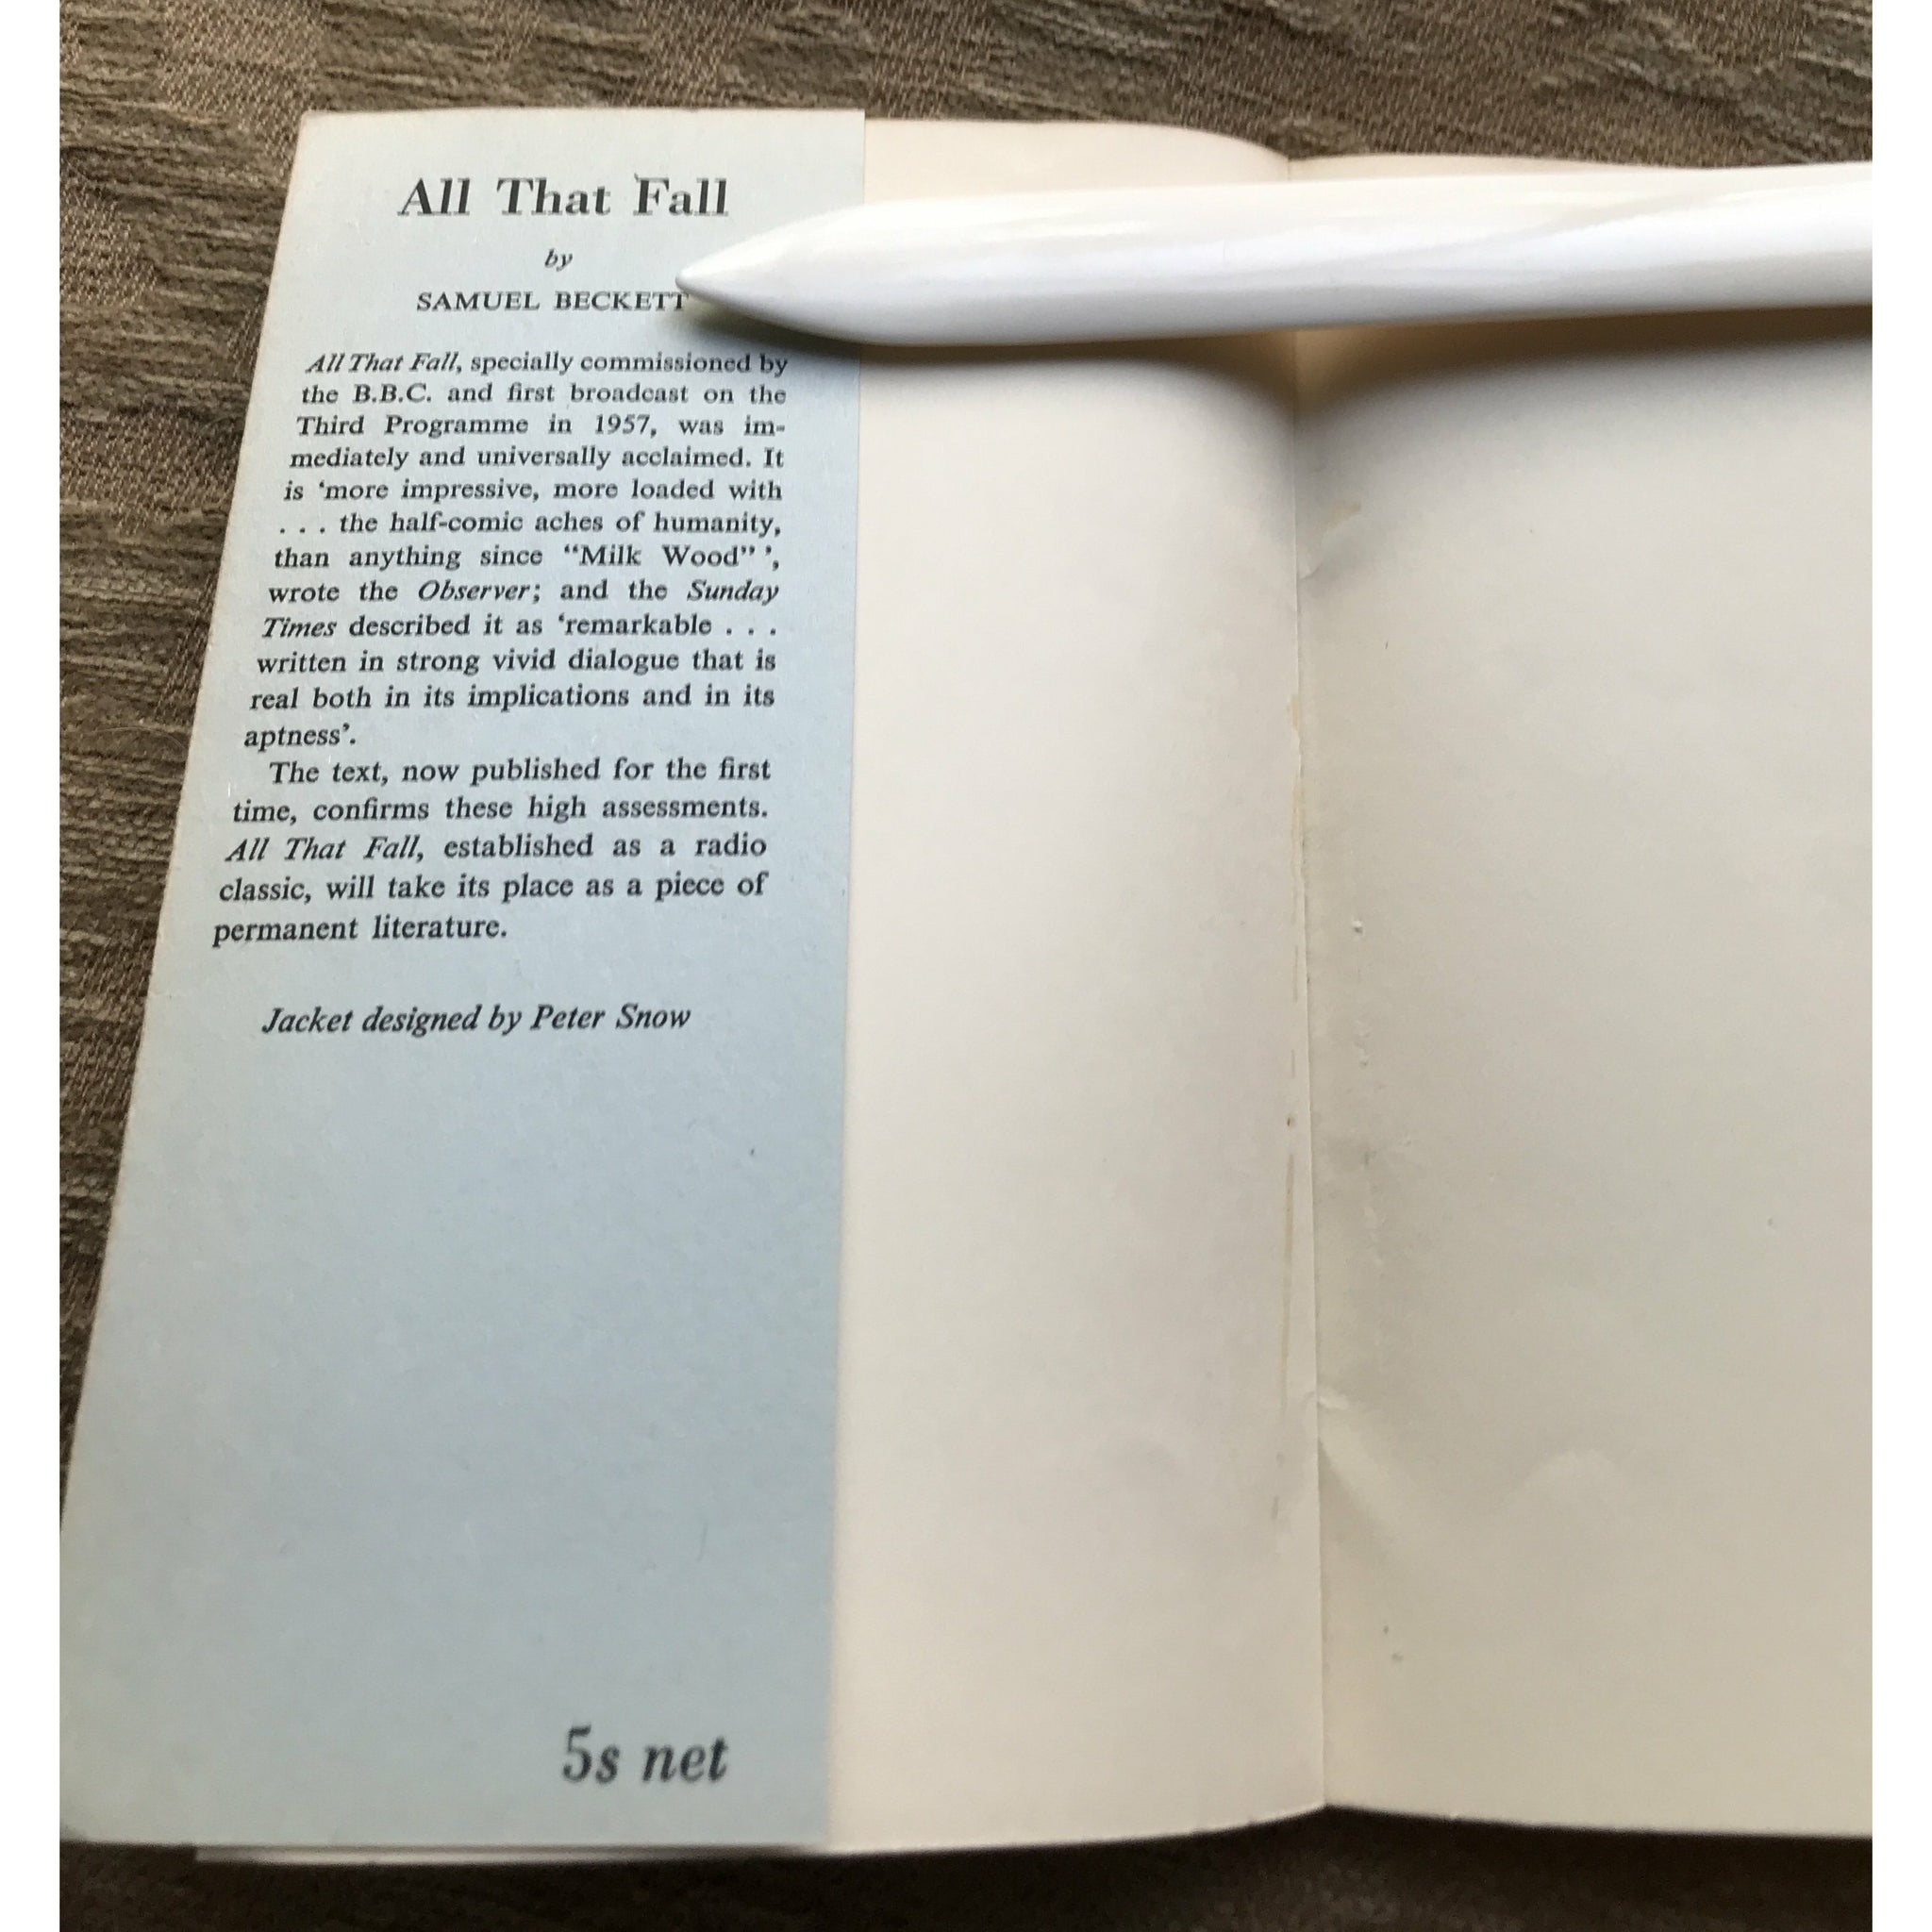 All That Fall
by
SAMUEL BECKETT
All That Fall, specially commissioned by
the B.B.C. and first broadcast on the
Third Programme in 1957, was im-
mediately and universally acclaimed. It
is ‘more impressive, more loaded with
. . . the half-comic aches of humanity,
than anything since “Milk Wood” ’,
wrote the Observer; and the Sunday
Times described it as ‘remarkable . . .
written in strong vivid dialogue that is
real both in its implications and in its
aptness’.
The text, now published for the first
time, confirms these high assessments.
All That Fall, established as a radio
classic, will take its place as a piece of
permanent literature.
Jacket designed by Peter Snow
5s net